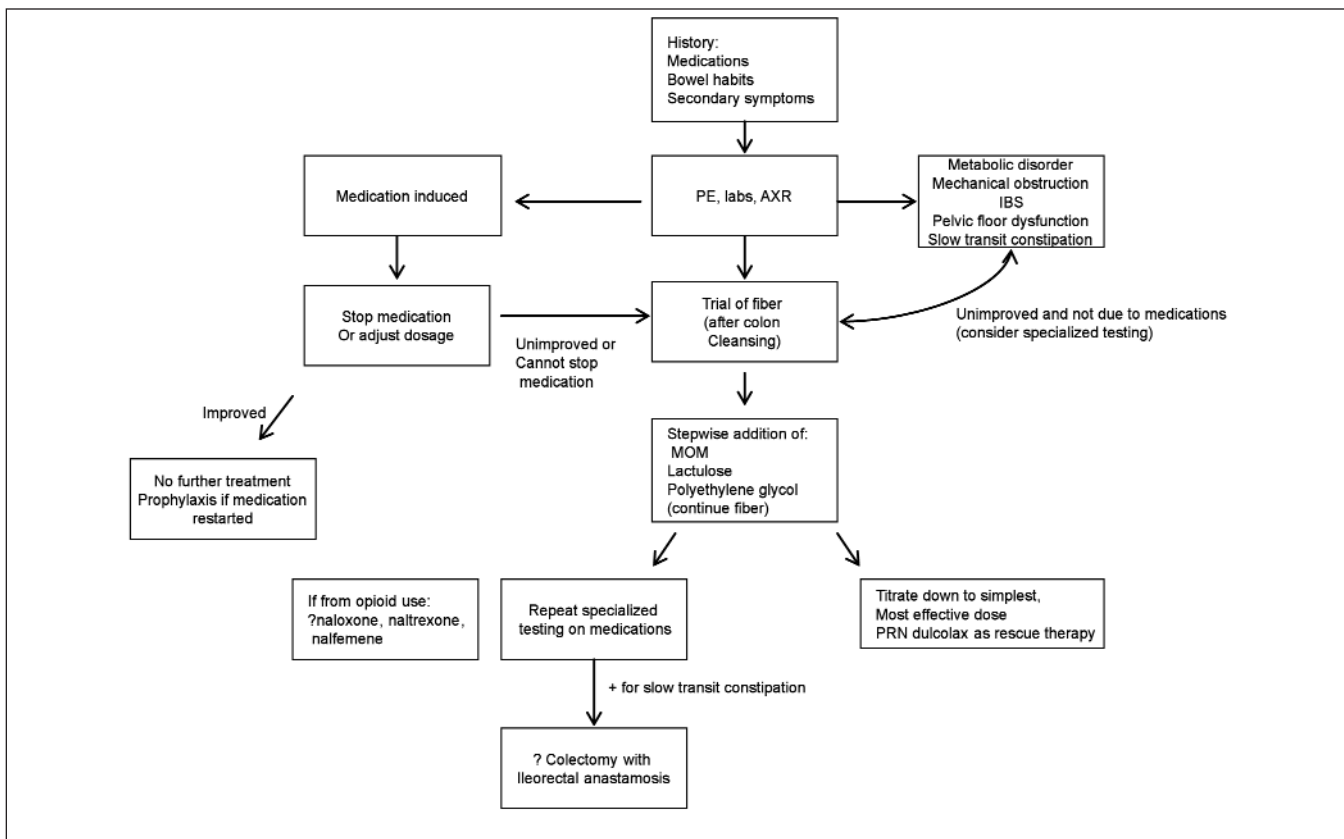 History:
Medications
Bowel habits
Secondary symptoms
Medication induced
PE, labs, AXR
Metabolic disorder
Mechanical obstruction
IBS
Pelvic floor dysfunction
Slow transit constipation
Stop medication
Or adjust dosage
Unimproved or
Cannot stop
medication
Trial of fiber
(after colon
Cleansing)
Unimproved and not due to medications
(consider specialized testing)
Improved
No further treatment
Prophylaxis if medication
restarted
Stepwise addition of:
MOM
Lactulose
Polyethylene glycol
(continue fiber)
If from opioid use:
?naloxone, naltrexone,
nalfemene
Repeat specialized
testing on medications
Titrate down to simplest,
Most effective dose
PRN dulcolax as rescue therapy
+ for slow transit constipation
? Colectomy with
Ileorectal anastamosis